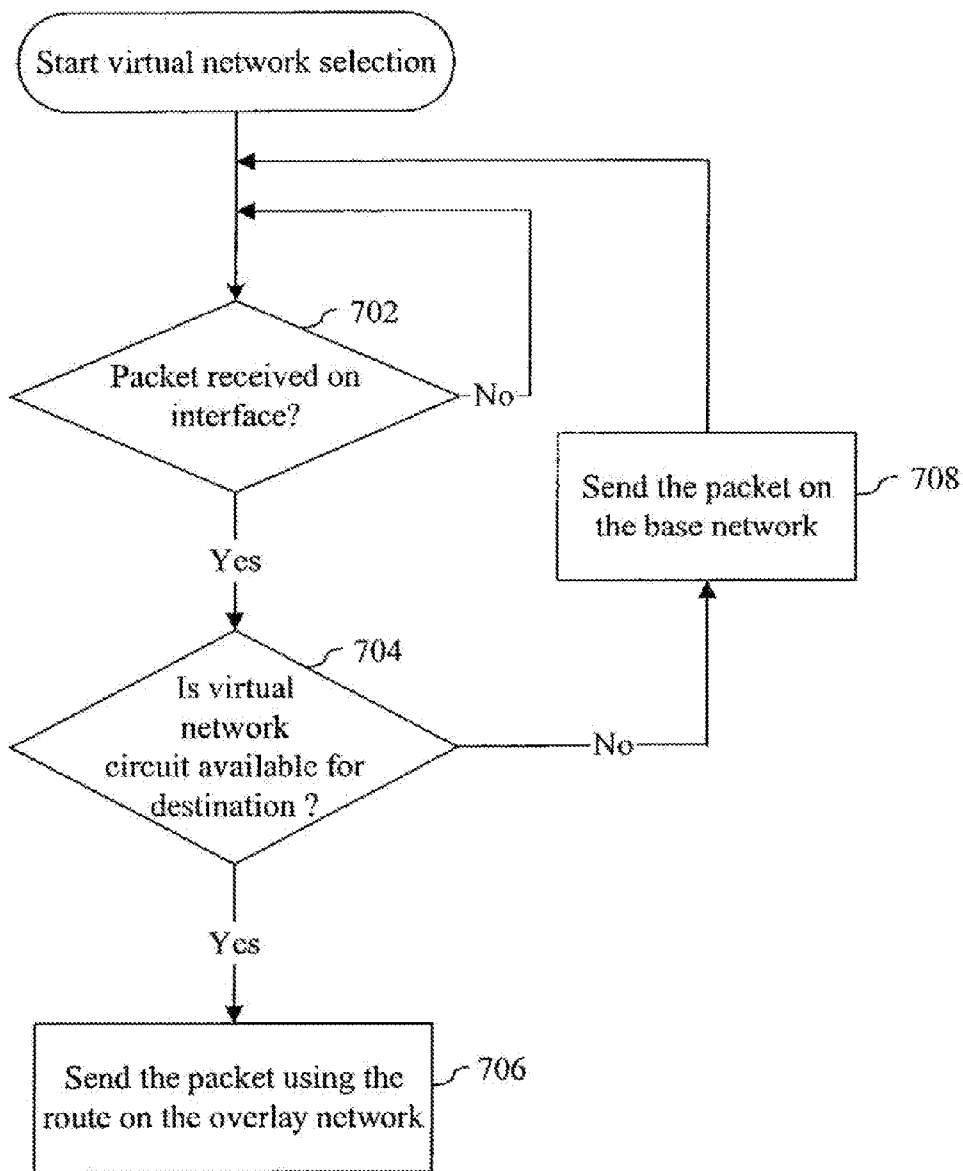 Start virtual network selection
702
Packet received on
interface?
No
Yes
Send the packet on
the base network
708
704
Is virtual
network
circuit available for
destination ?
No
Yes
Send the packet using the
route on the overlay network
706